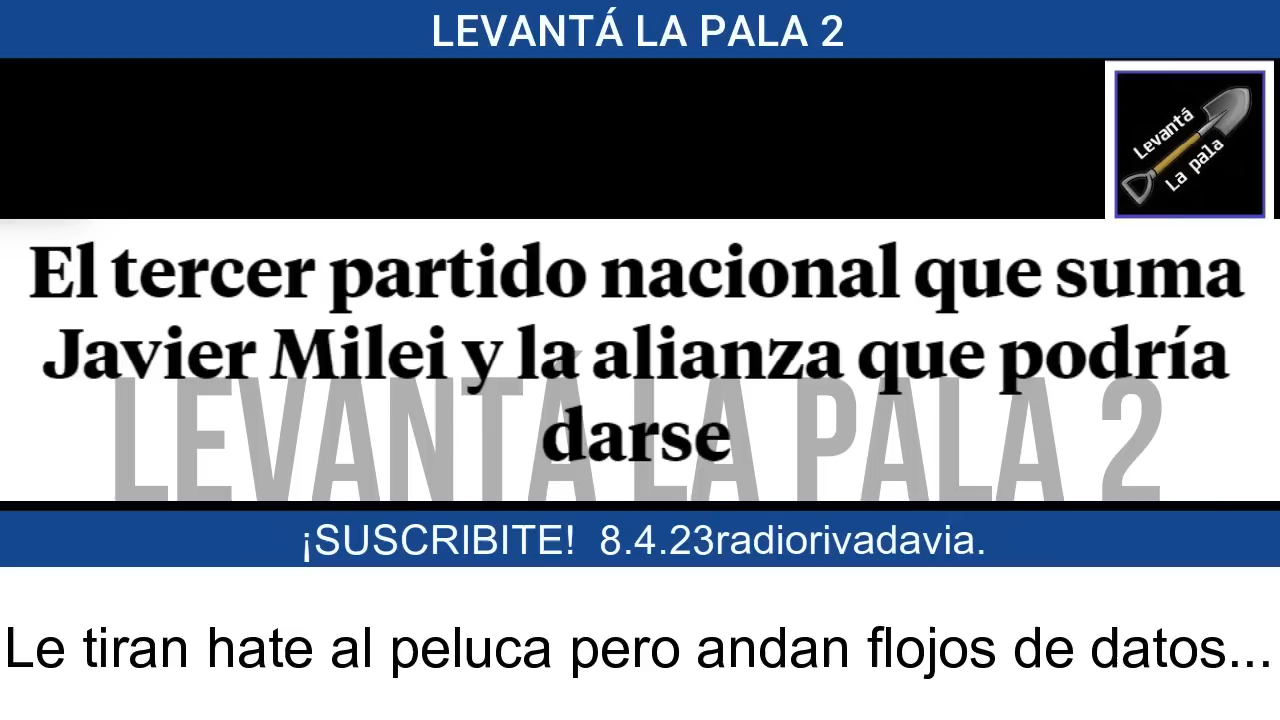 LEVANTÁ LA PALA 2
Levantá
La pala
El tercer partido nacional que suma
Javier Milei y la alianza que podría
darse
LEVANTÁ LA PALA 2
¡SUSCRIBITE! 8.4.23radiorivadavia.
Le tiran hate al peluca pero andan flojos de datos...